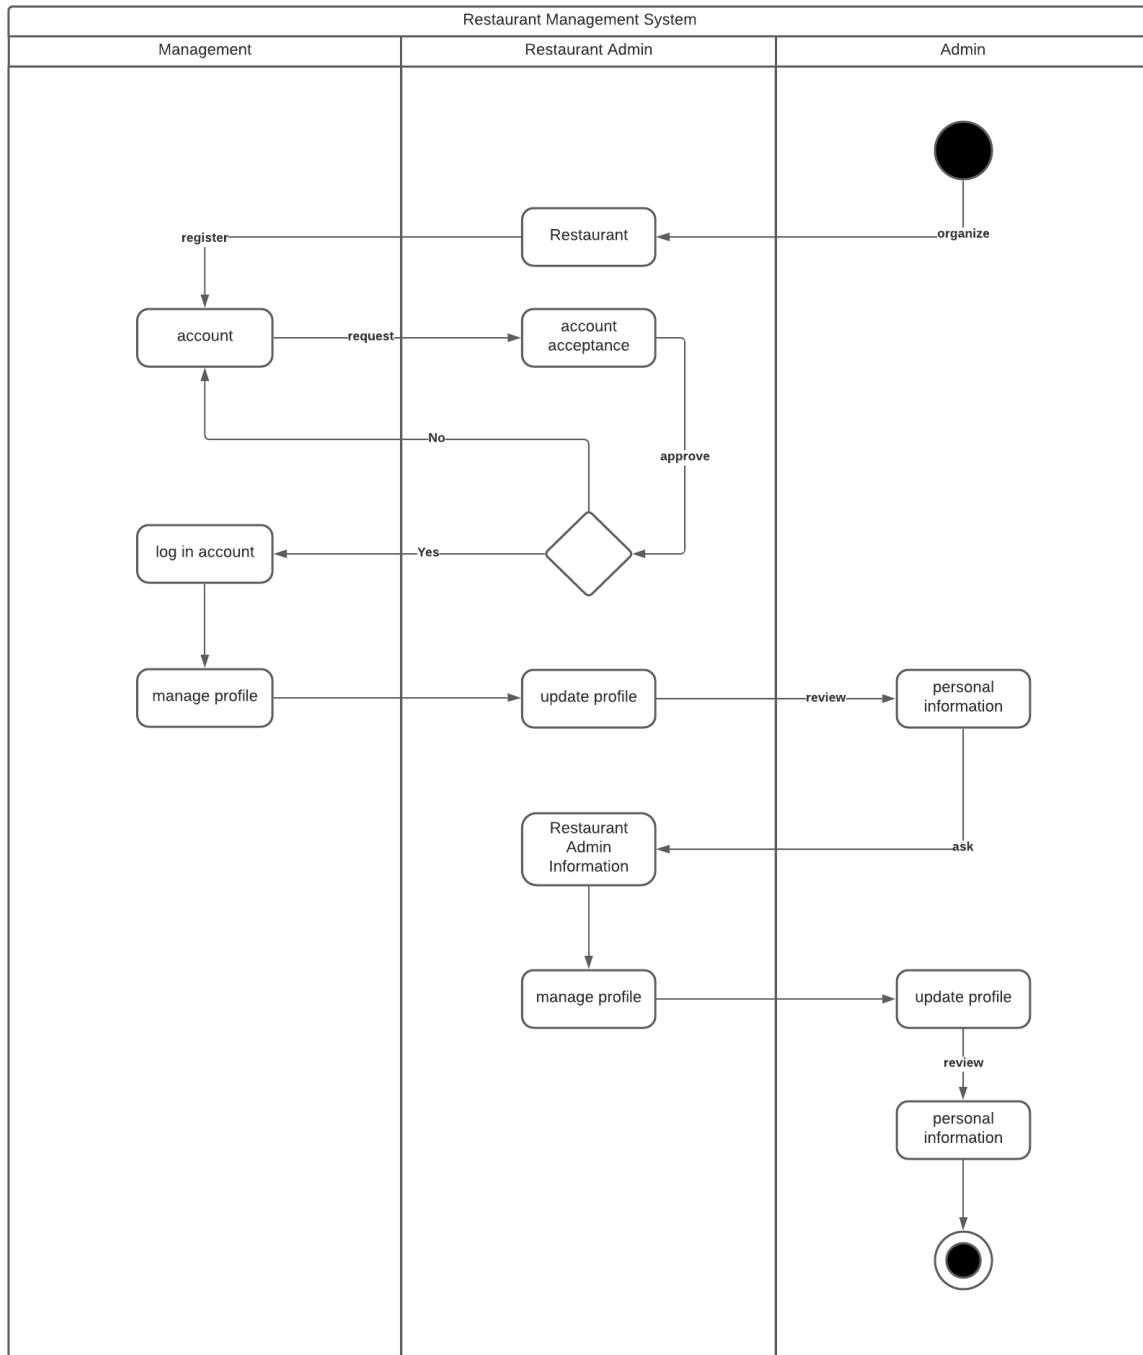 Restaurant Management System
Management
Restaurant Admin
Admin
Restaurant
organize
register
account
request
account
acceptance
No
approve
log in account
Yes
manage profile
update profile
review
personal
information
Restaurant
Admin
Information
ask
manage profile
update profile
review
personal
information